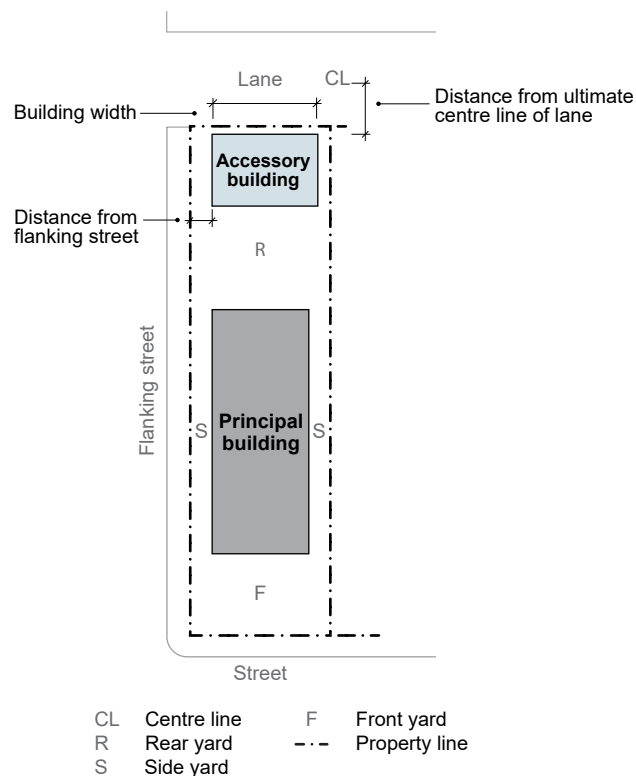 Lane
CL
Building width
Distance from ultimate
centre line of lane
Accessory
building
Distance from
flanking street
R
Flanking street
S
Principal
building
S
F
Street
CL Centre line
R Rear yard
S Side yard
F Front yard
Property line